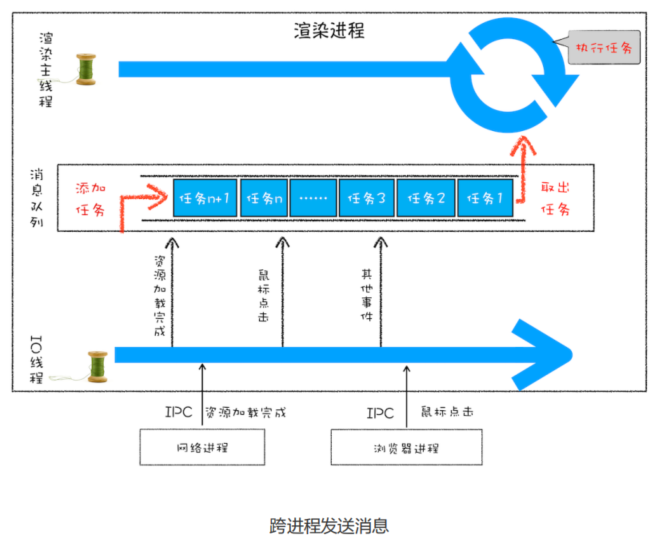 渲染进程
渲染主线程
执行任务
消息队列
添加
任务
任务n+1
任务n
……
任务3
任务2
任务1
取出
任务
资源加载完成
鼠标点击
其他事件
IO线程
IPC 资源加载完成
IPC 鼠标点击
网络进程
浏览器进程
跨进程发送消息